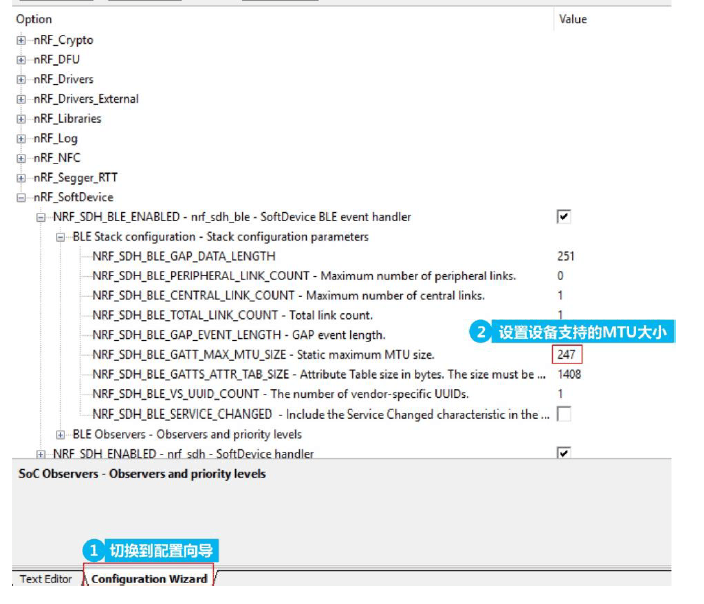 Option Value
nRF_Crypto
nRF_DFU
nRF_Drivers
nRF_Drivers_External
nRF_Libraries
nRF_Log
nRF_NFC
nRF_Segger_RTT
nRF_SoftDevice
NRF_SDH_BLE_ENABLED - nrf_sdh_ble - SoftDevice BLE event handler
BLE Stack configuration - Stack configuration parameters
NRF_SDH_BLE_GAP_DATA_LENGTH 251
NRF_SDH_BLE_PERIPHERAL_LINK_COUNT - Maximum number of peripheral links. 0
NRF_SDH_BLE_CENTRAL_LINK_COUNT - Maximum number of central links. 1
NRF_SDH_BLE_TOTAL_LINK_COUNT - Total link count. 1
NRF_SDH_BLE_GAP_EVENT_LENGTH - GAP event length.
2 设置设备支持的MTU大小
NRF_SDH_BLE_GATT_MAX_MTU_SIZE - Static maximum MTU size. 247
NRF_SDH_BLE_GATTS_ATTR_TAB_SIZE - Attribute Table size in bytes. The size must be ... 1408
NRF_SDH_BLE_VS_UUID_COUNT - The number of vendor-specific UUIDs. 1
NRF_SDH_BLE_SERVICE_CHANGED - Include the Service Changed characteristic in the ...
BLE Observers - Observers and priority levels
NRF_SDH_ENABLED - nrf_sdh - SoftDevice handler
SoC Observers - Observers and priority levels
1 切换到配置向导
Text Editor Configuration Wizard